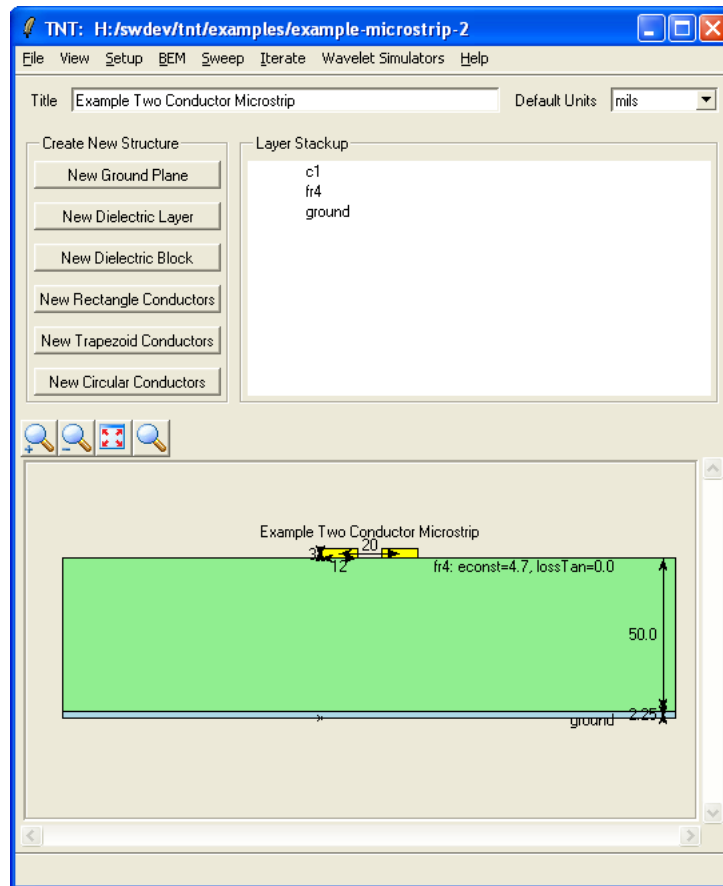 TNT: H:/swdev/tnt/examples/example-microstrip-2
File View Setup BEM Sweep Iterate Wavelet Simulators Help
Title Example Two Conductor Microstrip Default Units mils
Create New Structure
New Ground Plane
New Dielectric Layer
New Dielectric Block
New Rectangle Conductors
New Trapezoid Conductors
New Circular Conductors
Layer Stackup
c1
fr4
ground
Example Two Conductor Microstrip
3 20
12 fr4: econst=4.7, lossTan=0.0
50.0
2.25
ground